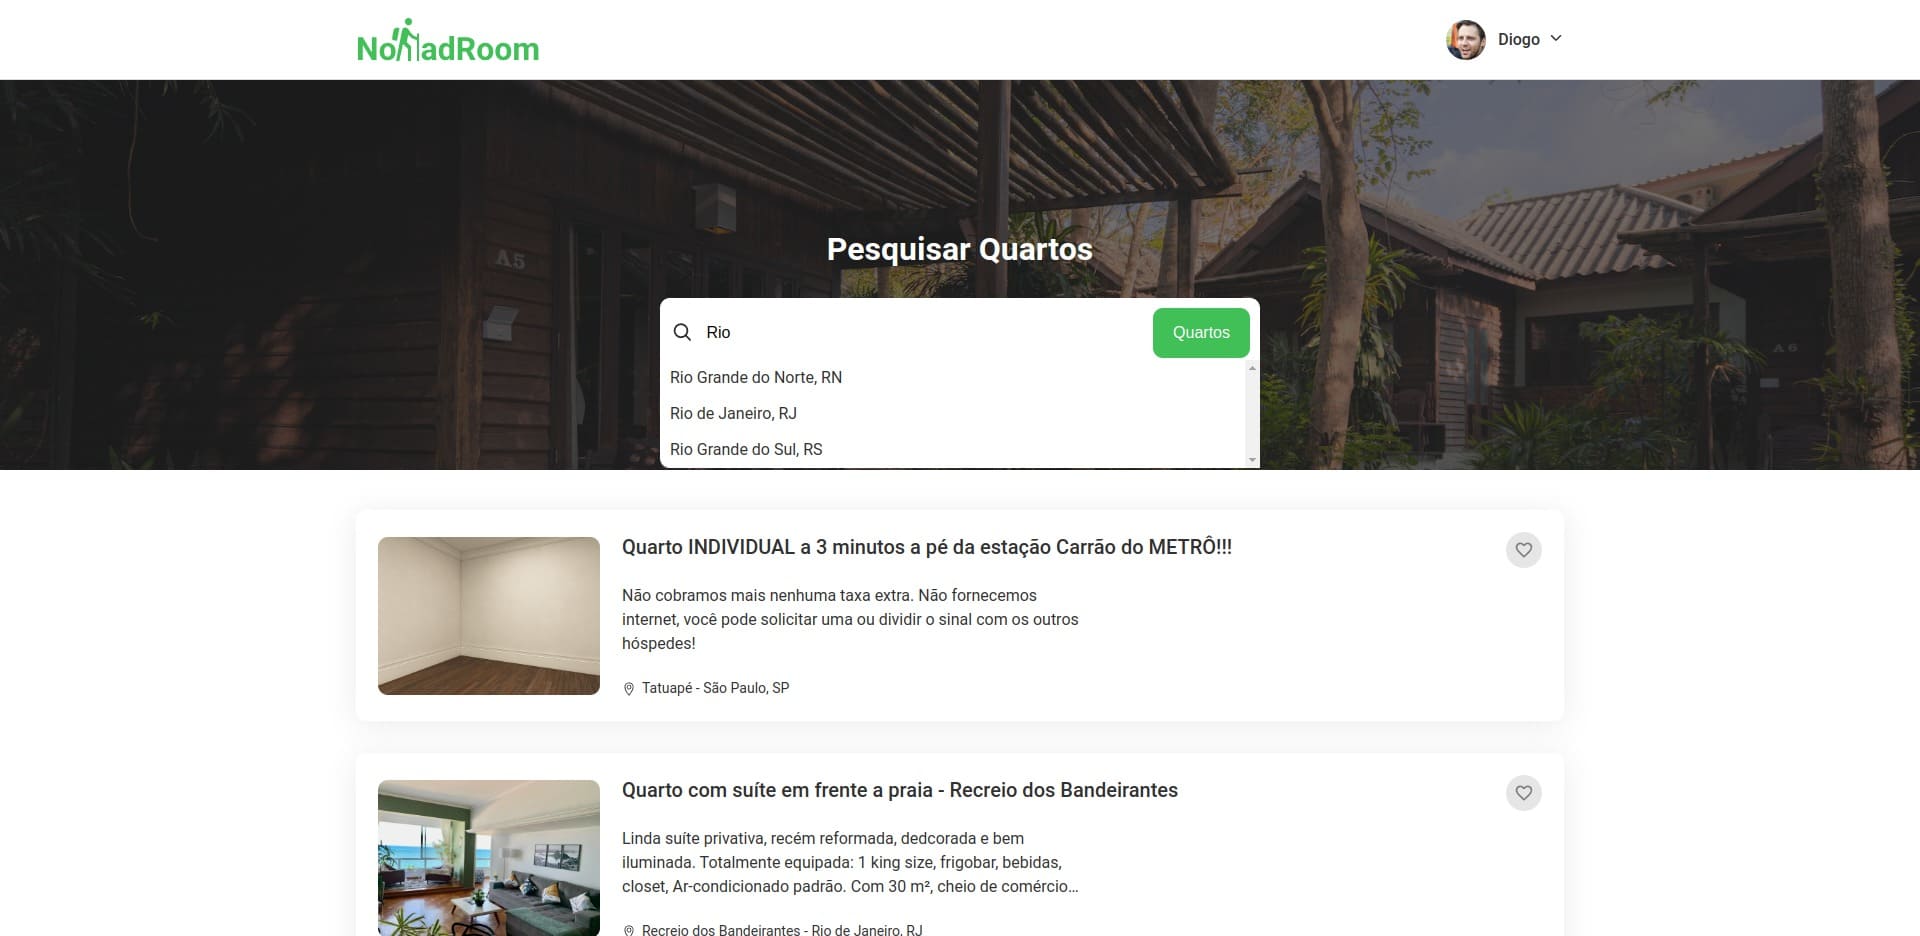 NomadRoom
Diogo
A5
A6
Pesquisar Quartos
Rio
Quartos
Rio Grande do Norte, RN
Rio de Janeiro, RJ
Rio Grande do Sul, RS
Quarto INDIVIDUAL a 3 minutos a pé da estação Carrão do METRÔ!!!
Não cobramos mais nenhuma taxa extra. Não fornecemos
internet, você pode solicitar uma ou dividir o sinal com os outros
hóspedes!
Tatuapé - São Paulo, SP
Quarto com suíte em frente a praia - Recreio dos Bandeirantes
Linda suíte privativa, recém reformada, dedcorada e bem
iluminada. Totalmente equipada: 1 king size, frigobar, bebidas,
closet, Ar-condicionado padrão. Com 30 m², cheio de comércio...
Recreio dos Bandeirantes - Rio de Janeiro, RJ